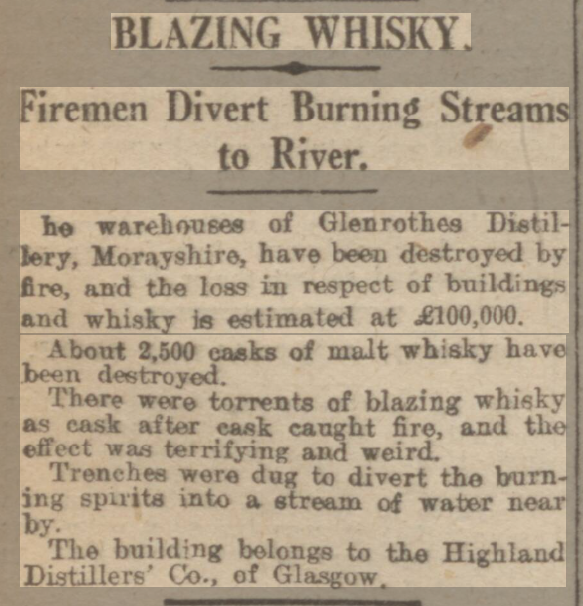 BLAZING WHISKY.
Firemen Divert Burning Streams
to River.
he warehouses of Glenrothes Distil-
lery, Morayshire, have been destroyed by
fire, and the loss in respect of buildings
and whisky is estimated at £100,000.
About 2,500 casks of malt whisky have
been destroyed.
There were torrents of blazing whisky
as cask after cask caught fire, and the
effect was terrifying and weird.
Trenches were dug to divert the burn-
ing spirits into a stream of water near
by.
The building belongs to the Highland
Distillers' Co., of Glasgow.